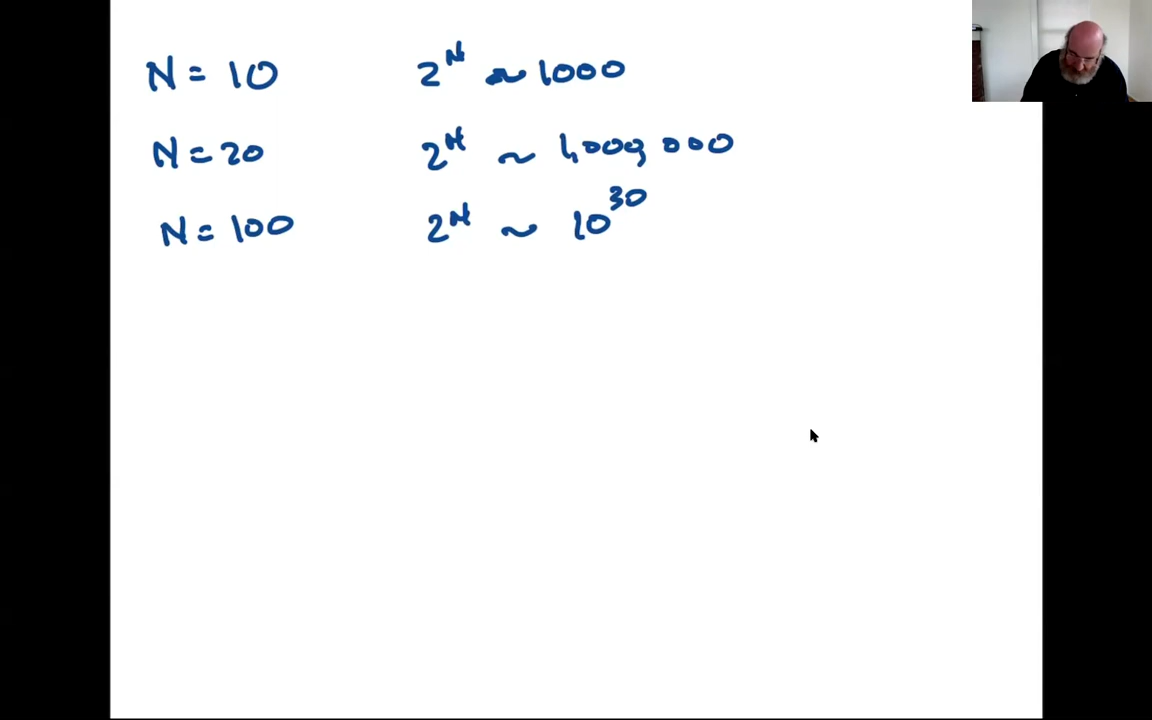 N = 10 2^N ~ 1000
N = 20 2^N ~ 1,000,000
N = 100 2^N ~ 10^30